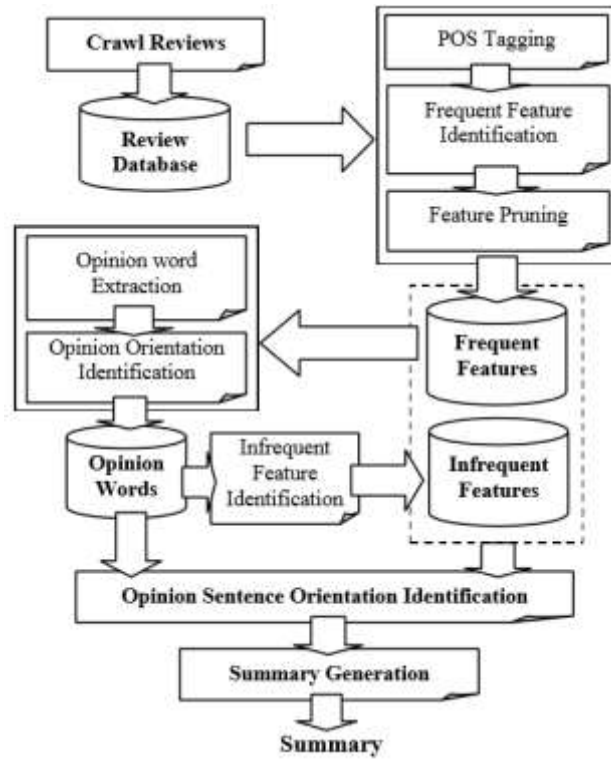 Crawl Reviews
Review
Database
POS Tagging
Frequent Feature
Identification
Feature Pruning
Opinion word
Extraction
Opinion Orientation
Identification
Frequent
Features
Opinion
Words
Infrequent
Feature
Identification
Infrequent
Features
Opinion Sentence Orientation Identification
Summary Generation
Summary